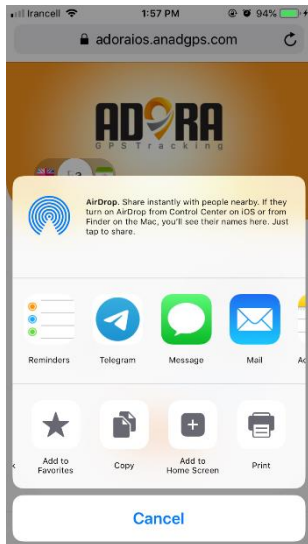 Irancell 1:57 PM 94%
adoraios.anadgps.com
ADORA
GPS Tracking
AirDrop. Share instantly with people nearby. If they
turn on AirDrop from Control Center on iOS or from
Finder on the Mac, you'll see their names here. Just
tap to share.
Reminders Telegram Message Mail
Add to Favorites Copy Add to Home Screen Print
Cancel